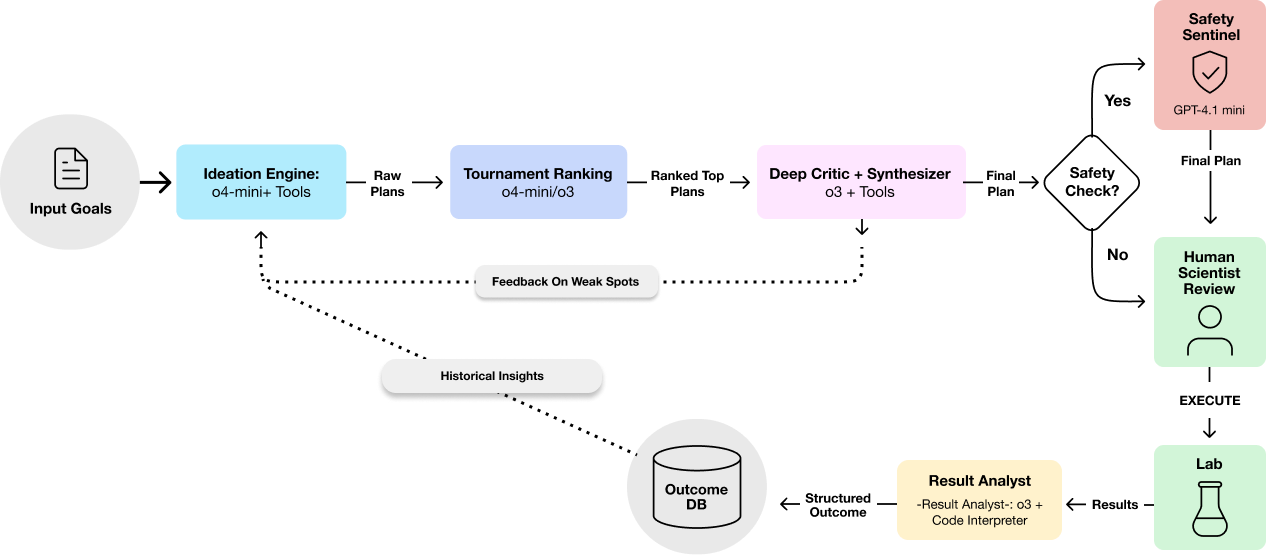 Safety
Sentinel
GPT-4.1 mini
Yes
Input Goals
Ideation Engine:
o4-mini+ Tools
Raw
Plans
Tournament Ranking
o4-mini/o3
Ranked Top
Plans
Deep Critic + Synthesizer
o3 + Tools
Final
Plan
Safety
Check?
Final Plan
No
Human
Scientist
Review
Feedback On Weak Spots
Historical Insights
EXECUTE
Lab
Results
Result Analyst
-Result Analyst-: o3 +
Code Interpreter
Structured
Outcome
Outcome
DB